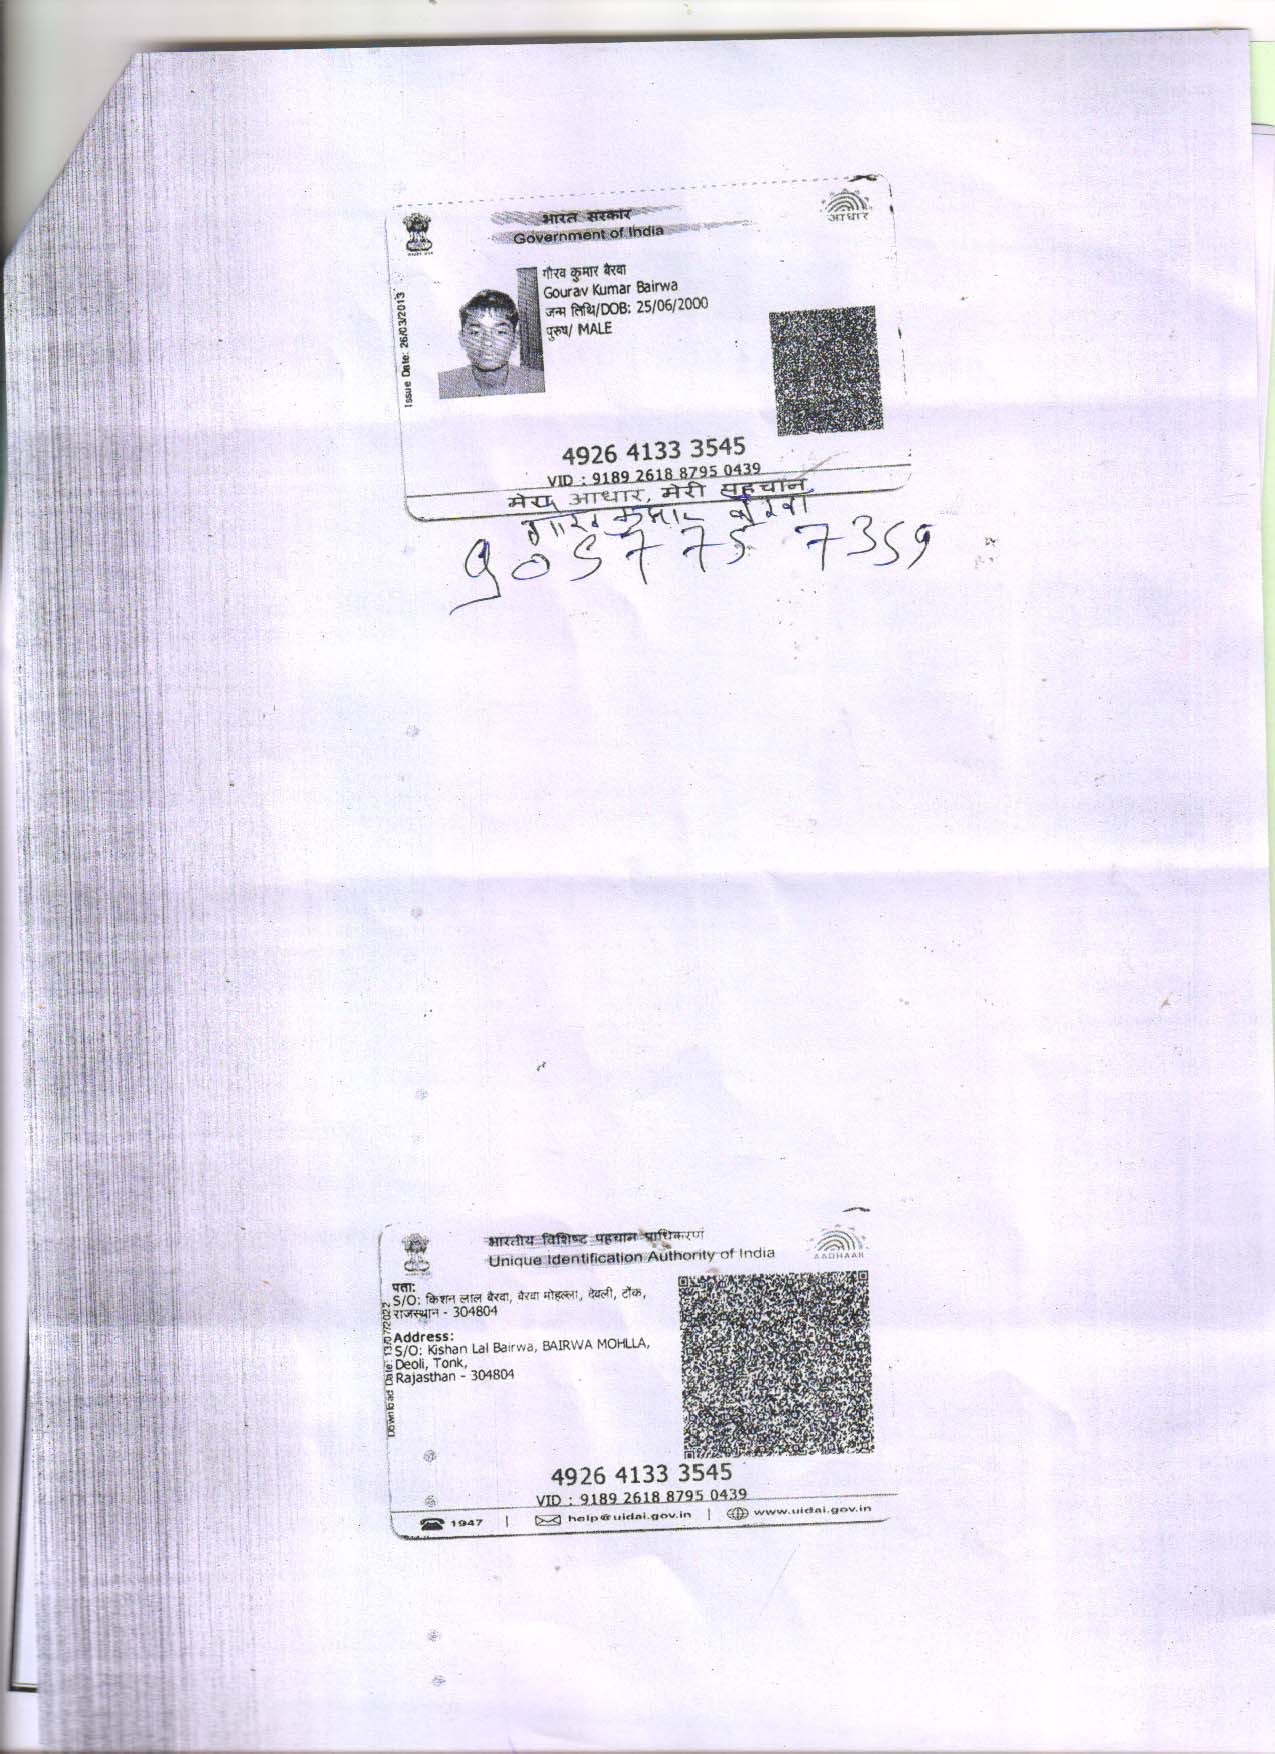 भारत सरकार
Government of India
आधार
Issue Date: 26/03/2013
गौरव कुमार बैरवा
Gourav Kumar Bairwa
जन्म तिथि/DOB: 25/06/2000
पुरुष/ MALE
4926 4133 3545
VID : 9189 2618 8795 0439
मेरा आधार, मेरी पहचान
गौरव कुमार बैरवा
9057757359
भारतीय विशिष्ट पहचान प्राधिकरण
Unique Identification Authority of India
AADHAAR
Download Date: 13/07/2022
पता:
S/O: किशन लाल बैरवा, बैरवा मोहल्ला, देवली, टोंक,
राजस्थान - 304804
Address:
S/O: Kishan Lal Bairwa, BAIRWA MOHLLA,
Deoli, Tonk,
Rajasthan - 304804
4926 4133 3545
VID : 9189 2618 8795 0439
1947 | help@uidai.gov.in | www.uidai.gov.in